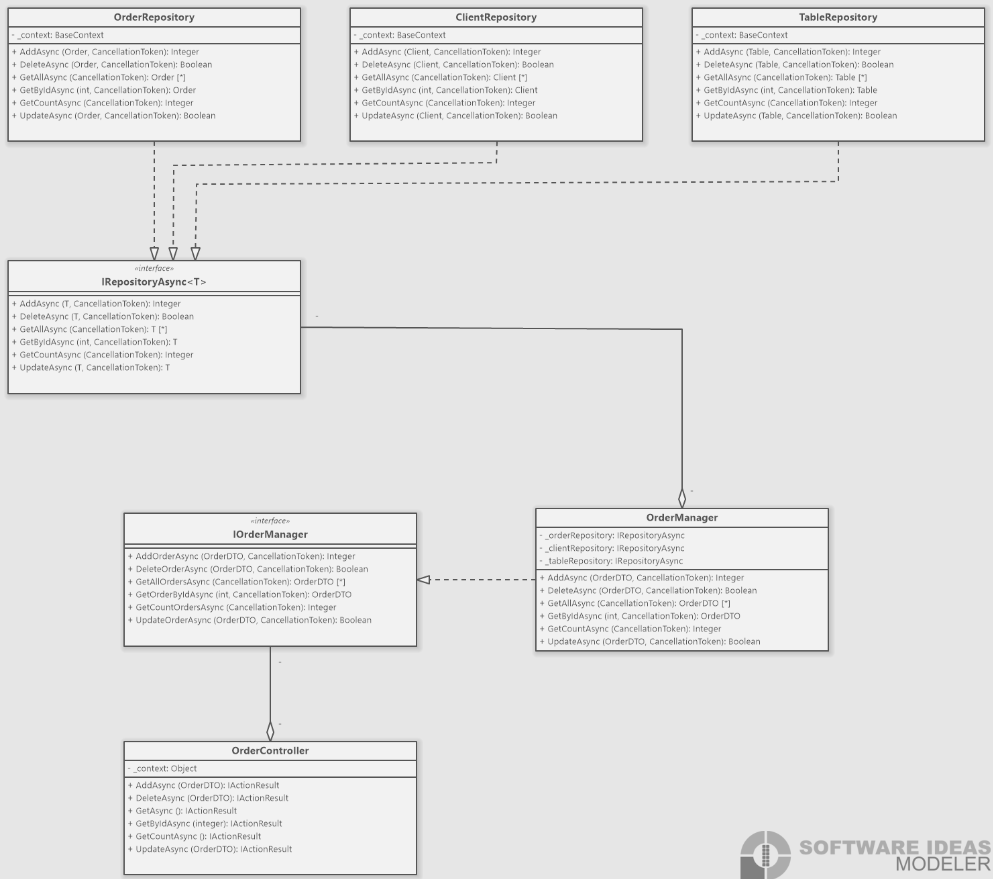 OrderRepository
- _context: BaseContext
+ AddAsync (Order, CancellationToken): Integer
+ DeleteAsync (Order, CancellationToken): Boolean
+ GetAllAsync (CancellationToken): Order [*]
+ GetByIdAsync (int, CancellationToken): Order
+ GetCountAsync (CancellationToken): Integer
+ UpdateAsync (Order, CancellationToken): Boolean
ClientRepository
- _context: BaseContext
+ AddAsync (Client, CancellationToken): Integer
+ DeleteAsync (Client, CancellationToken): Boolean
+ GetAllAsync (CancellationToken): Client [*]
+ GetByIdAsync (int, CancellationToken): Client
+ GetCountAsync (CancellationToken): Integer
+ UpdateAsync (Client, CancellationToken): Boolean
TableRepository
- _context: BaseContext
+ AddAsync (Table, CancellationToken): Integer
+ DeleteAsync (Table, CancellationToken): Boolean
+ GetAllAsync (CancellationToken): Table [*]
+ GetByIdAsync (int, CancellationToken): Table
+ GetCountAsync (CancellationToken): Integer
+ UpdateAsync (Table, CancellationToken): Boolean
«interface»
IRepositoryAsync<T>
+ AddAsync (T, CancellationToken): Integer
+ DeleteAsync (T, CancellationToken): Boolean
+ GetAllAsync (CancellationToken): T [*]
+ GetByIdAsync (int, CancellationToken): T
+ GetCountAsync (CancellationToken): Integer
+ UpdateAsync (T, CancellationToken): T
«interface»
IOrderManager
+ AddOrderAsync (OrderDTO, CancellationToken): Integer
+ DeleteOrderAsync (OrderDTO, CancellationToken): Boolean
+ GetAllOrdersAsync (CancellationToken): OrderDTO [*]
+ GetOrderByIdAsync (int, CancellationToken): OrderDTO
+ GetCountOrdersAsync (CancellationToken): Integer
+ UpdateOrderAsync (OrderDTO, CancellationToken): Boolean
OrderManager
- _orderRepository: IRepositoryAsync
- _clientRepository: IRepositoryAsync
- _tableRepository: IRepositoryAsync
+ AddAsync (OrderDTO, CancellationToken): Integer
+ DeleteAsync (OrderDTO, CancellationToken): Boolean
+ GetAllAsync (CancellationToken): OrderDTO [*]
+ GetByIdAsync (int, CancellationToken): OrderDTO
+ GetCountAsync (CancellationToken): Integer
+ UpdateAsync (OrderDTO, CancellationToken): Boolean
OrderController
- _context: Object
+ AddAsync (OrderDTO): IActionResult
+ DeleteAsync (OrderDTO): IActionResult
+ GetAsync (): IActionResult
+ GetByIdAsync (integer): IActionResult
+ GetCountAsync (): IActionResult
+ UpdateAsync (OrderDTO): IActionResult
SOFTWARE IDEAS
MODELER